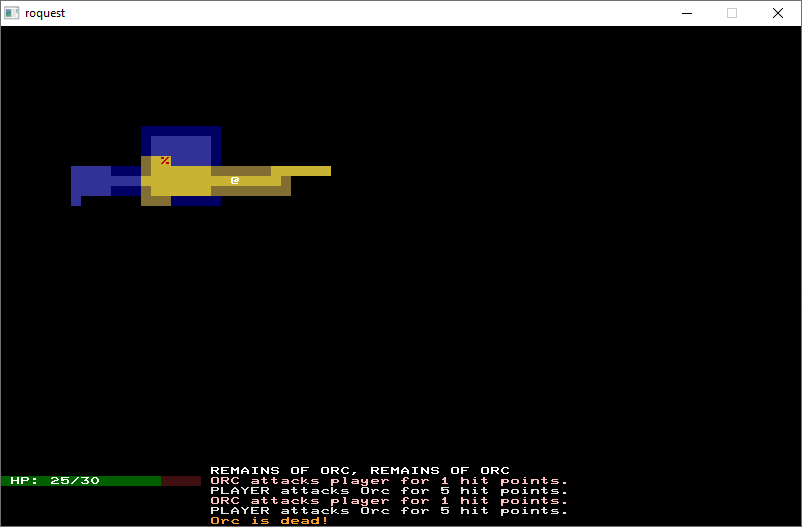 roquest
%
@
REMAINS OF ORC, REMAINS OF ORC
HP: 25/30
ORC attacks player for 1 hit points.
PLAYER attacks Orc for 5 hit points.
ORC attacks player for 1 hit points.
PLAYER attacks Orc for 5 hit points.
Orc is dead!